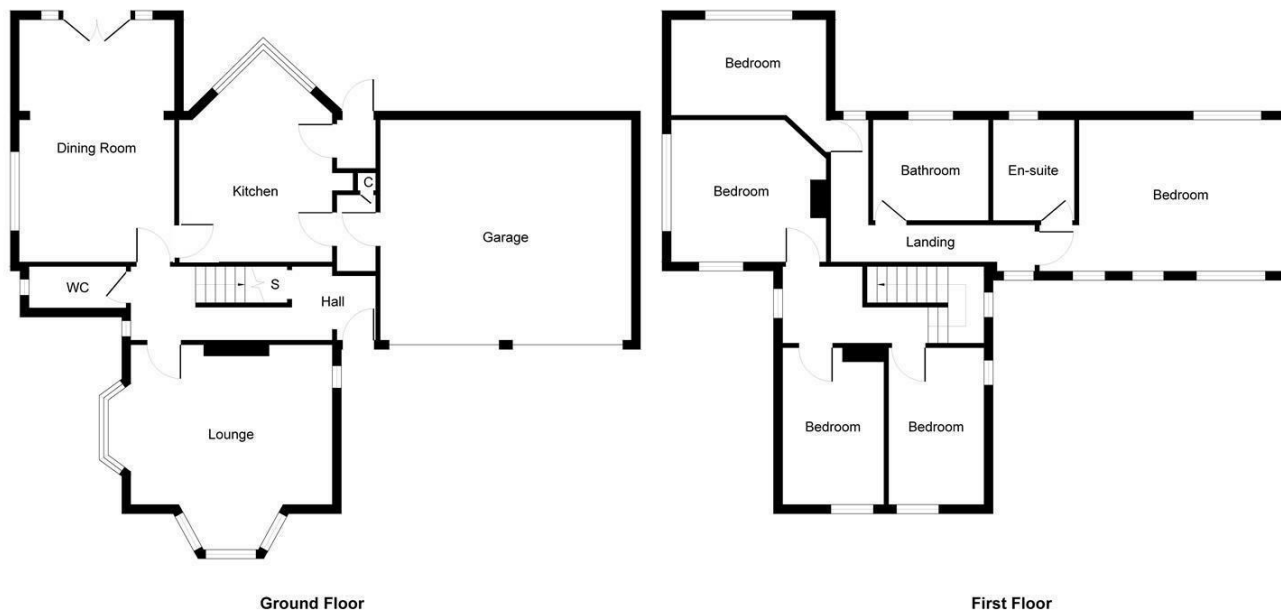 Dining Room
Kitchen
C
Garage
WC
S
Hall
Lounge
Ground Floor
Bedroom
Bedroom
Bathroom
En-suite
Bedroom
Landing
Bedroom
Bedroom
First Floor